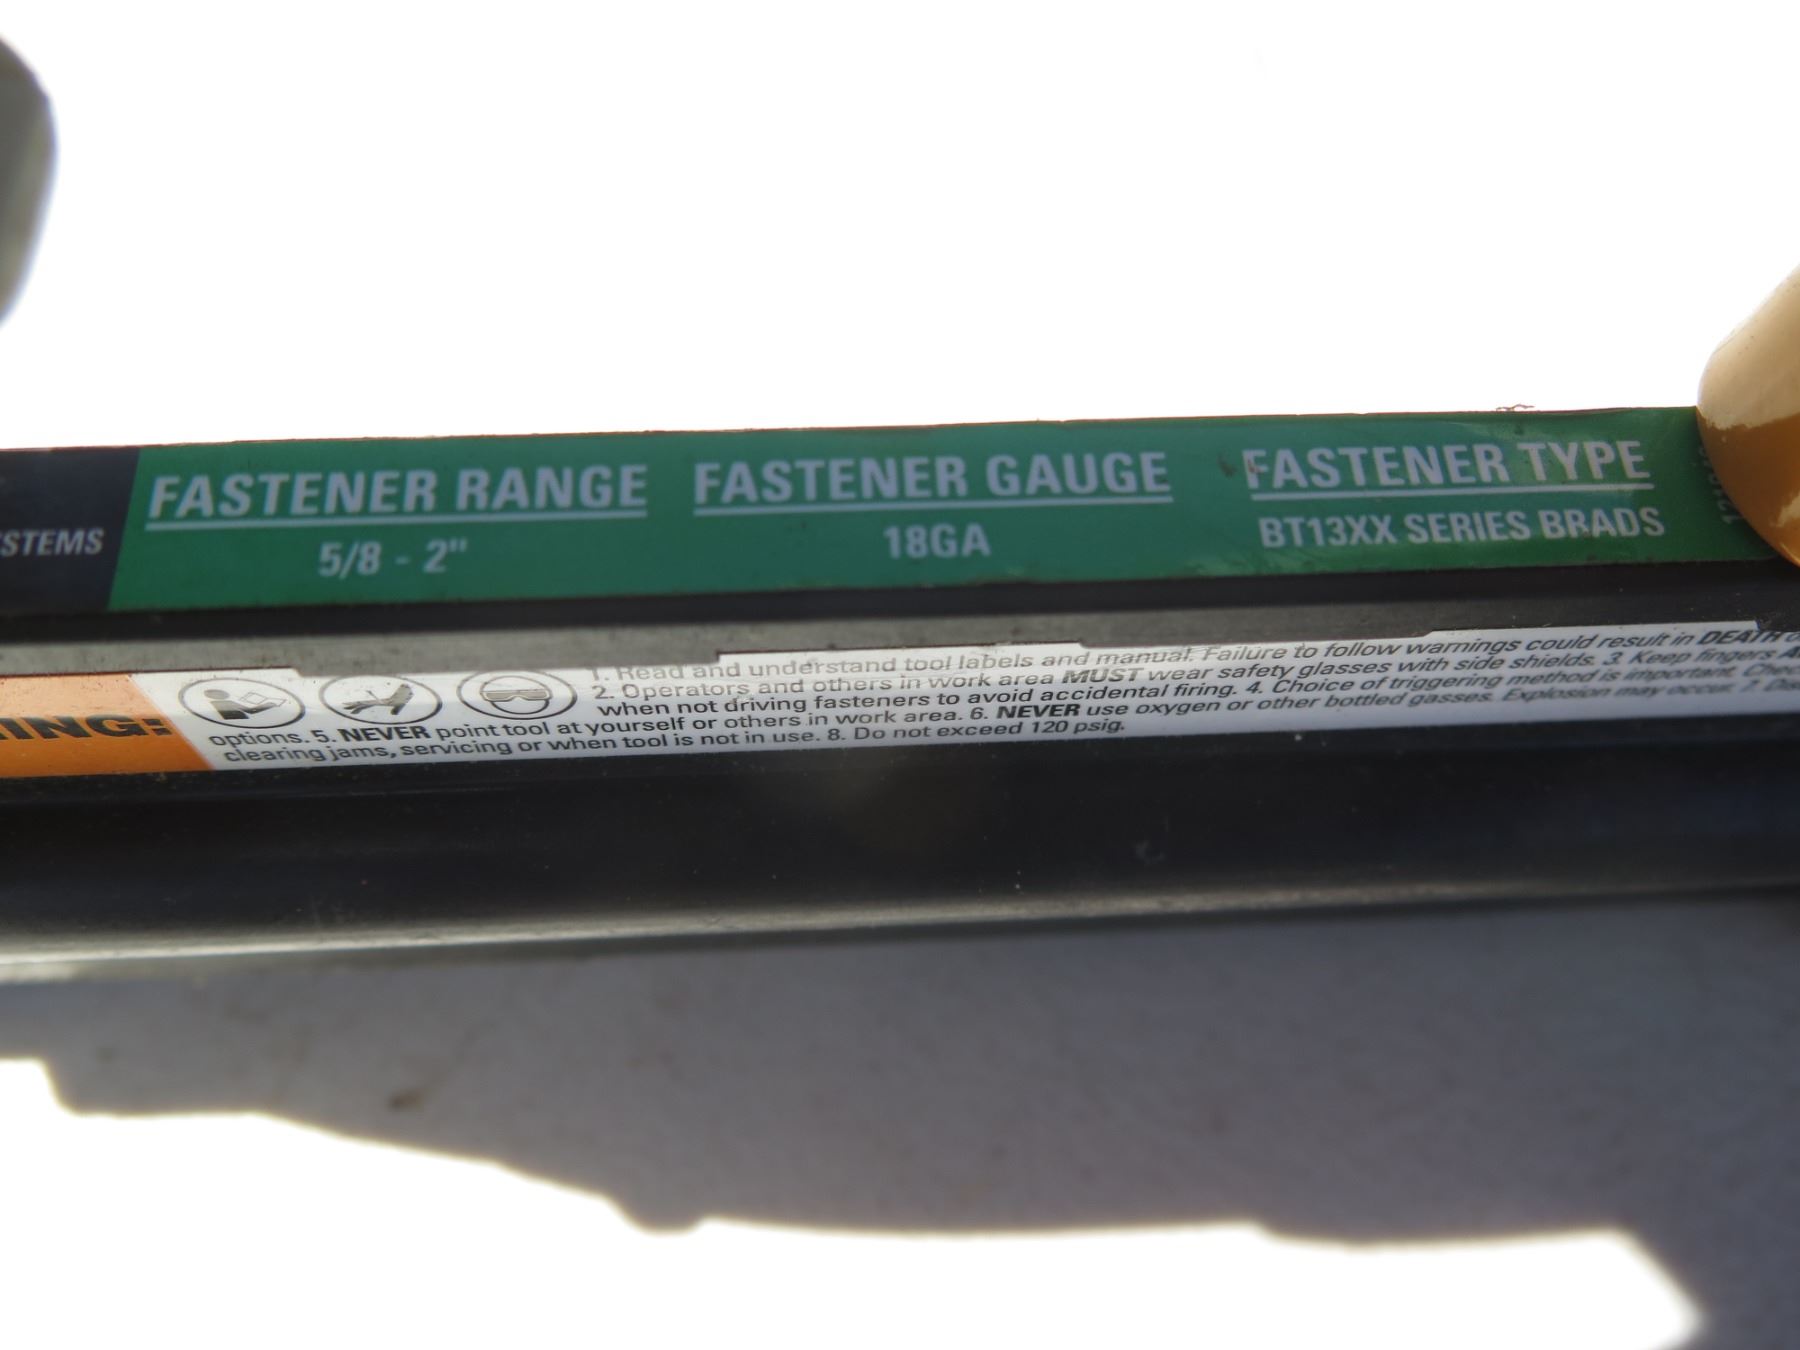 STEMS
FASTENER RANGE
5/8 - 2"
FASTENER GAUGE
18GA
FASTENER TYPE
BT13XX SERIES BRADS
ING:
1. Read and understand tool labels and manual. Failure to follow warnings could result in DEATH
2. Operators and others in work area MUST wear safety glasses with side shields. 3. Keep fingers
when not driving fasteners to avoid accidental firing. 4. Choice of triggering method is important.
options. 5. NEVER point tool at yourself or others in work area. 6. NEVER use oxygen or other bottled gasses. Explosion may occur. 7.
clearing jams, servicing or when tool is not in use. 8. Do not exceed 120 psig.